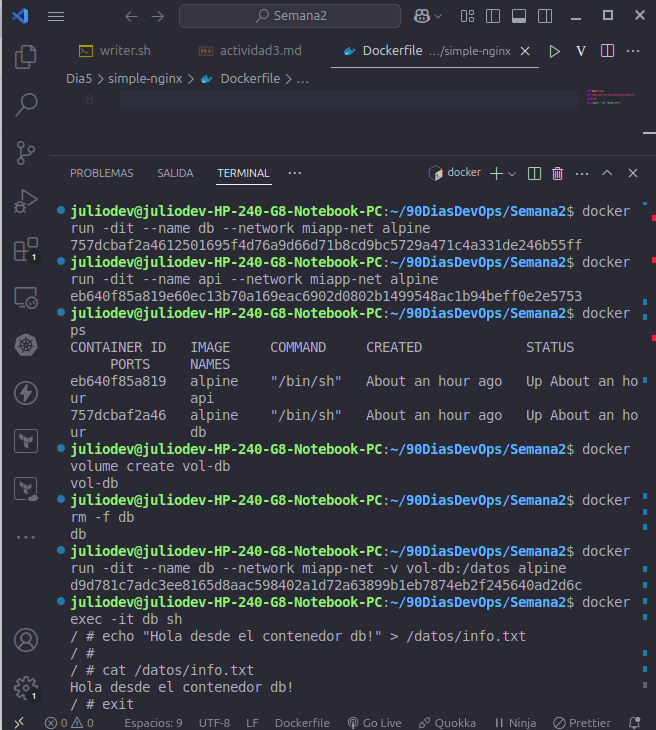 Semana2
writer.sh
actividad3.md
Dockerfile .../simple-nginx
V
Dia5 > simple-nginx > Dockerfile > ...
8
PROBLEMAS SALIDA TERMINAL
docker
juliodev@juliodev-HP-240-G8-Notebook-PC:~/90DiasDevOps/Semana2$ docker
run -dit --name db --network miapp-net alpine
757dcbaf2a4612501695f4d76a9d66d71b8cd9bc5729a471c4a331de246b55ff
juliodev@juliodev-HP-240-G8-Notebook-PC:~/90DiasDevOps/Semana2$ docker
run -dit --name api --network miapp-net alpine
eb640f85a819e60ec13b70a169eac6902d0802b1499548ac1b94beff0e2e5753
juliodev@juliodev-HP-240-G8-Notebook-PC:~/90DiasDevOps/Semana2$ docker
ps
CONTAINER ID   IMAGE     COMMAND     CREATED             STATUS
     PORTS     NAMES
eb640f85a819   alpine    "/bin/sh"   About an hour ago   Up About an ho
ur             api
757dcbaf2a46   alpine    "/bin/sh"   About an hour ago   Up About an ho
ur             db
juliodev@juliodev-HP-240-G8-Notebook-PC:~/90DiasDevOps/Semana2$ docker
volume create vol-db
vol-db
juliodev@juliodev-HP-240-G8-Notebook-PC:~/90DiasDevOps/Semana2$ docker
rm -f db
db
juliodev@juliodev-HP-240-G8-Notebook-PC:~/90DiasDevOps/Semana2$ docker
run -dit --name db --network miapp-net -v vol-db:/datos alpine
d9d781c7adc3ee8165d8aac598402a1d72a63899b1eb7874eb2f245640ad2d6c
juliodev@juliodev-HP-240-G8-Notebook-PC:~/90DiasDevOps/Semana2$ docker
exec -it db sh
/ # echo "Hola desde el contenedor db!" > /datos/info.txt
/ #
/ # cat /datos/info.txt
Hola desde el contenedor db!
/ # exit
1
1
0 0 Espacios: 9 UTF-8 LF Dockerfile Go Live Quokka Ninja Prettier